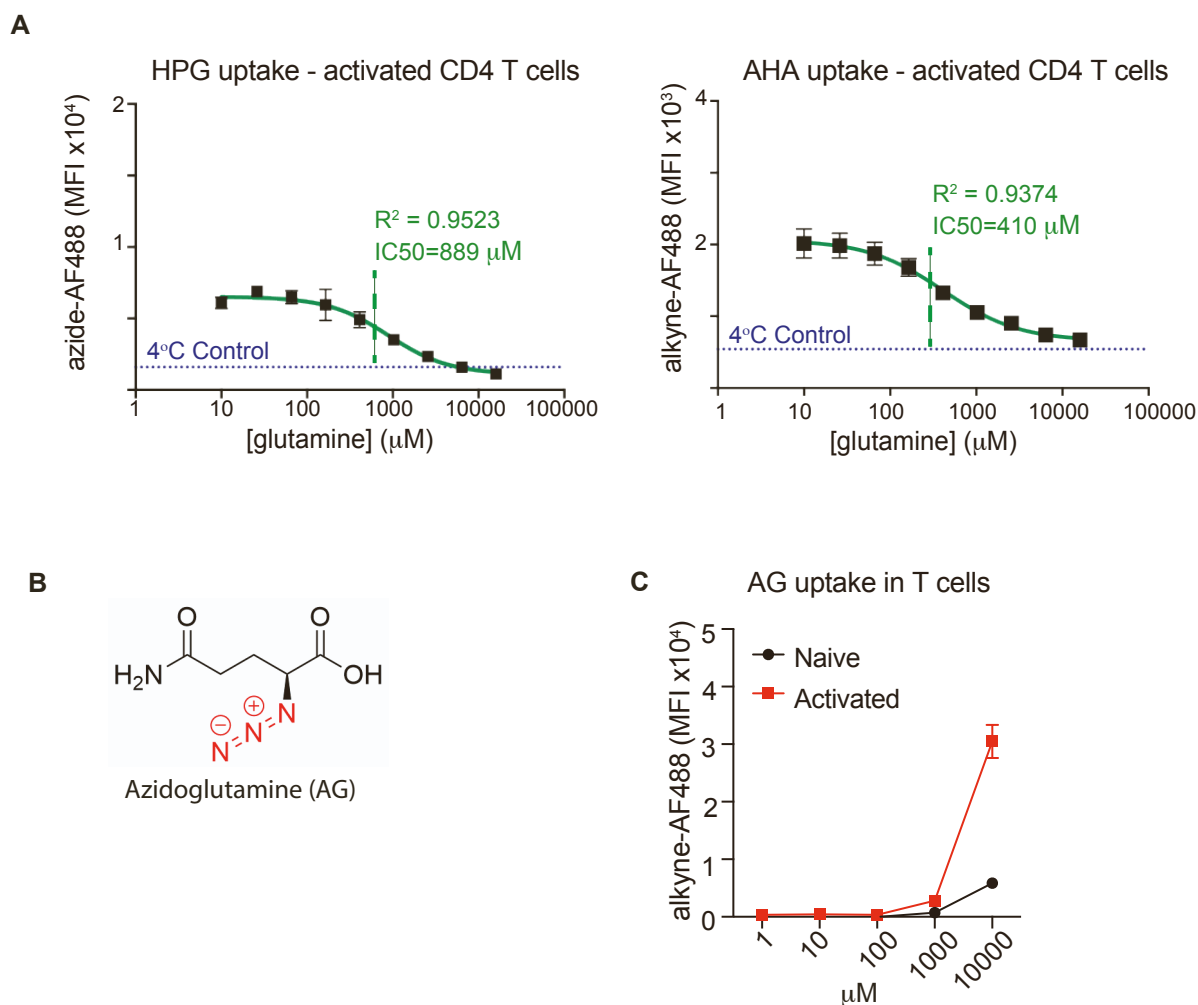 A
HPG uptake - activated CD4 T cells
azide-AF488 (MFI x10⁴)
2
1
R² = 0.9523
IC50=889 μM
4°C Control
1 10 100 1000 10000 100000
[glutamine] (μM)
AHA uptake - activated CD4 T cells
alkyne-AF488 (MFI x10³)
4
2
R² = 0.9374
IC50=410 μM
4°C Control
1 10 100 1000 10000 100000
[glutamine] (μM)
B
O O
H₂N OH
N N N
⊖ ⊕
Azidoglutamine (AG)
C
AG uptake in T cells
alkyne-AF488 (MFI x10⁴)
5
4
3
2
1
0
Naive
Activated
1 10 100 1000 10000
μM